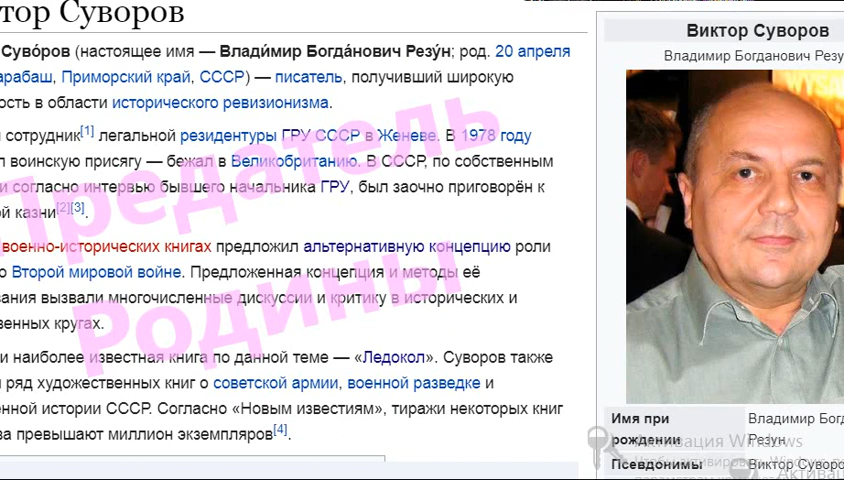 тор Суворов
Суво́ров (настоящее имя — Влади́мир Богда́нович Резу́н; род. 20 апреля
арабаш, Приморский край, СССР) — писатель, получивший широкую
ость в области исторического ревизионизма.
сотрудник[1] легальной резидентуры ГРУ СССР в Женеве. В 1978 году
л воинскую присягу — бежал в Великобританию. В СССР, по собственным
и согласно интервью бывшего начальника ГРУ, был заочно приговорён к
й казни[2][3].
военно-исторических книгах предложил альтернативную концепцию роли
о Второй мировой войне. Предложенная концепция и методы её
вания вызвали многочисленные дискуссии и критику в исторических и
венных кругах.
и наиболее известная книга по данной теме — «Ледокол». Суворов также
ряд художественных книг о советской армии, военной разведке и
енной истории СССР. Согласно «Новым известиям», тиражи некоторых книг
ва превышают миллион экземпляров[4].
Предатель
Родины
Виктор Суворов
Владимир Богданович Резу
Имя при
рождении
Владимир Богд
Резун
Псевдонимы
Виктор Суворо
Активация Windows